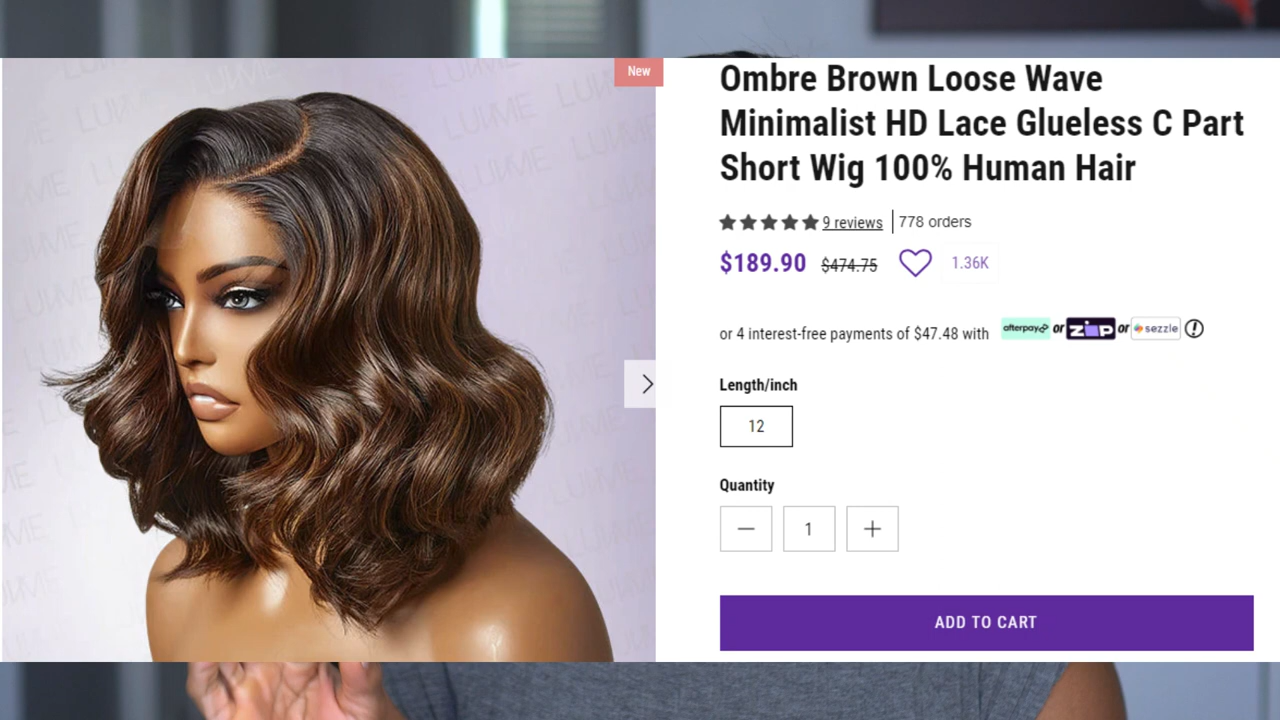 New
Ombre Brown Loose Wave
Minimalist HD Lace Glueless C Part
Short Wig 100% Human Hair
9 reviews | 778 orders
$189.90 $474.75 1.36K
or 4 interest-free payments of $47.48 with afterpay or zip or sezzle
Length/inch
12
Quantity
1
ADD TO CART
LUVME